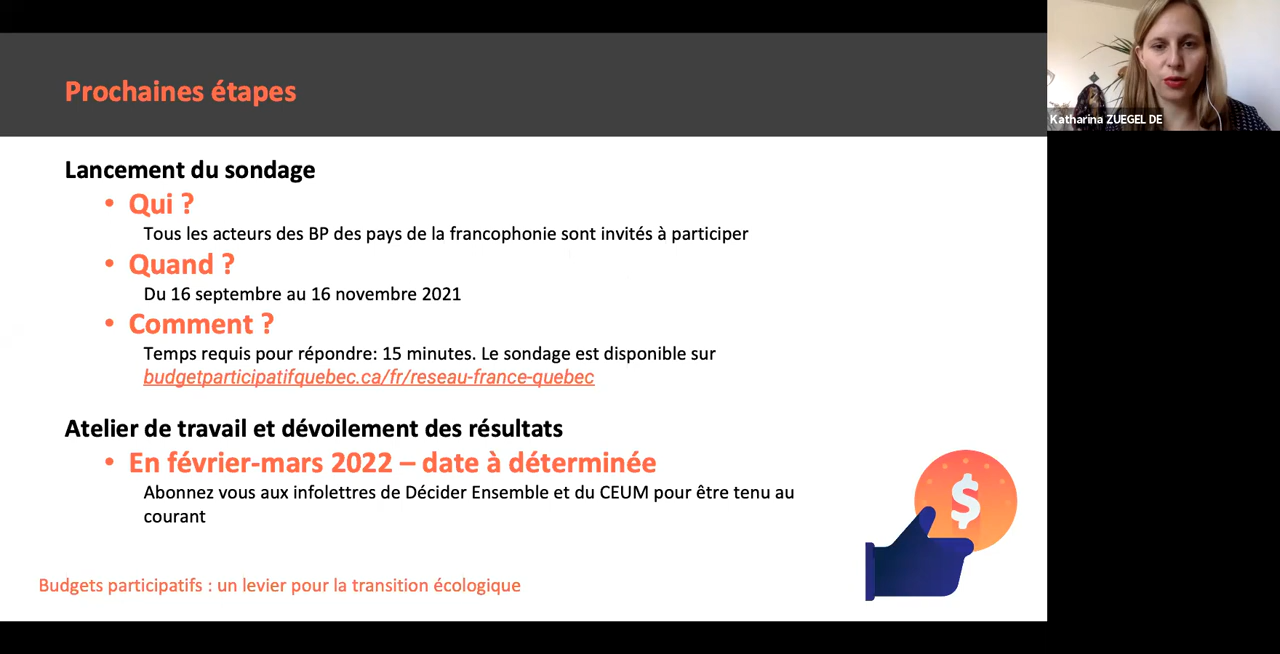 Prochaines étapes
Katharina ZUEGEL DE
Lancement du sondage
• Qui ?
Tous les acteurs des BP des pays de la francophonie sont invités à participer
• Quand ?
Du 16 septembre au 16 novembre 2021
• Comment ?
Temps requis pour répondre: 15 minutes. Le sondage est disponible sur
budgetparticipatifquebec.ca/fr/reseau-france-quebec
Atelier de travail et dévoilement des résultats
• En février-mars 2022 – date à déterminée
Abonnez vous aux infolettres de Décider Ensemble et du CEUM pour être tenu au
courant
$
Budgets participatifs : un levier pour la transition écologique